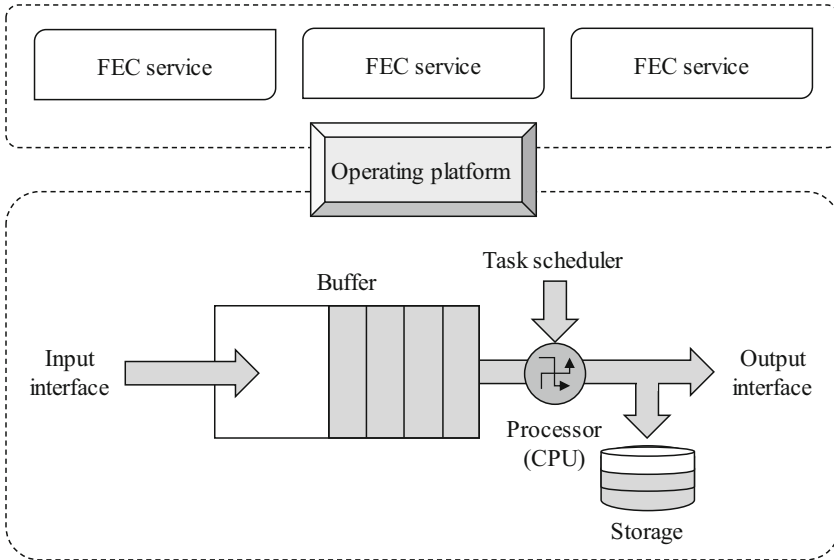 FEC service
FEC service
FEC service
Operating platform
Task scheduler
Buffer
Input
interface
Output
interface
Processor
(CPU)
Storage